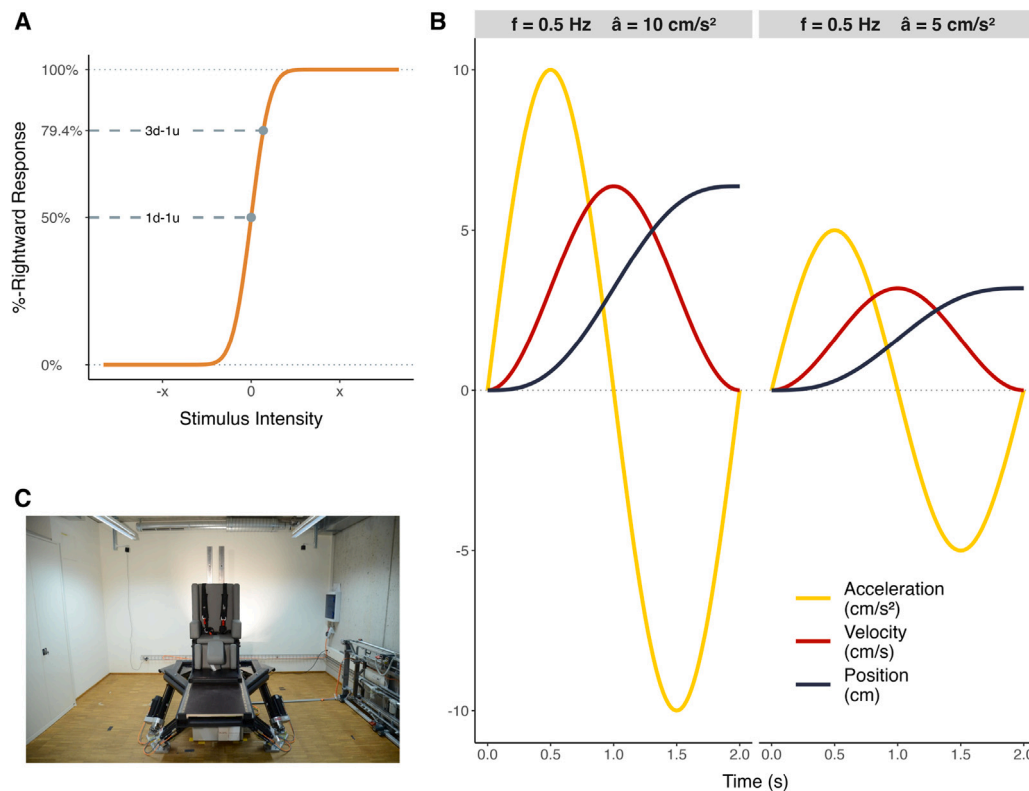 A
%-Rightward Response
100%
79.4%
50%
0%
3d-1u
1d-1u
-x
0
x
Stimulus Intensity
B
f = 0.5 Hz â = 10 cm/s²
f = 0.5 Hz â = 5 cm/s²
10
5
0
-5
-10
Acceleration
(cm/s²)
Velocity
(cm/s)
Position
(cm)
0.0 0.5 1.0 1.5 2.0
0.0 0.5 1.0 1.5 2.0
Time (s)
C